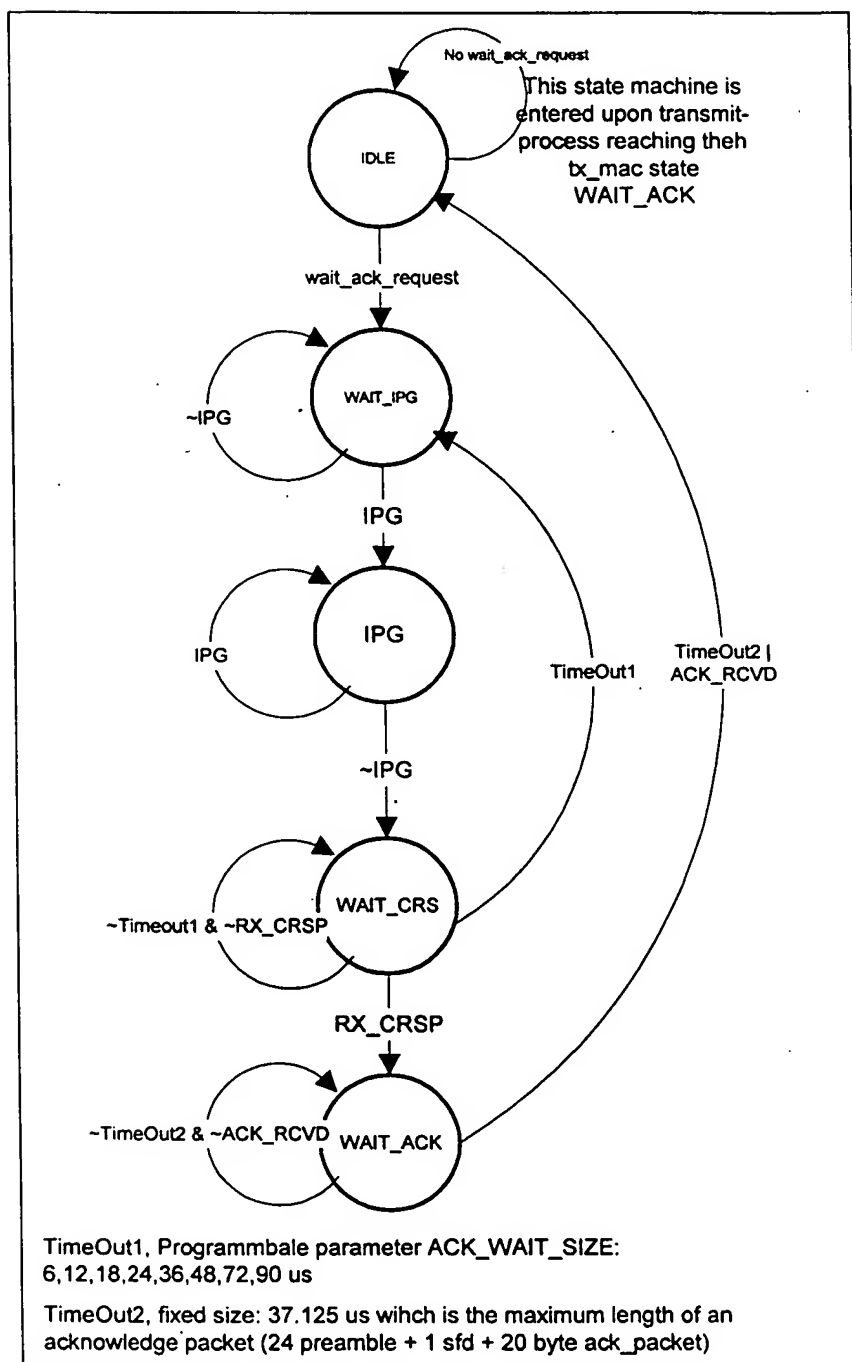 No wait_ack_request
This state machine is
entered upon transmit-
process reaching theh
tx_mac state
WAIT_ACK
IDLE
wait_ack_request
WAIT_IPG
~IPG
IPG
IPG
IPG
TimeOut1
TimeOut2 |
ACK_RCVD
~IPG
WAIT_CRS
~Timeout1 & ~RX_CRSP
RX_CRSP
WAIT_ACK
~TimeOut2 & ~ACK_RCVD
TimeOut1, Programmbale parameter ACK_WAIT_SIZE:
6,12,18,24,36,48,72,90 us
TimeOut2, fixed size: 37.125 us wihch is the maximum length of an
acknowledge packet (24 preamble + 1 sfd + 20 byte ack_packet)